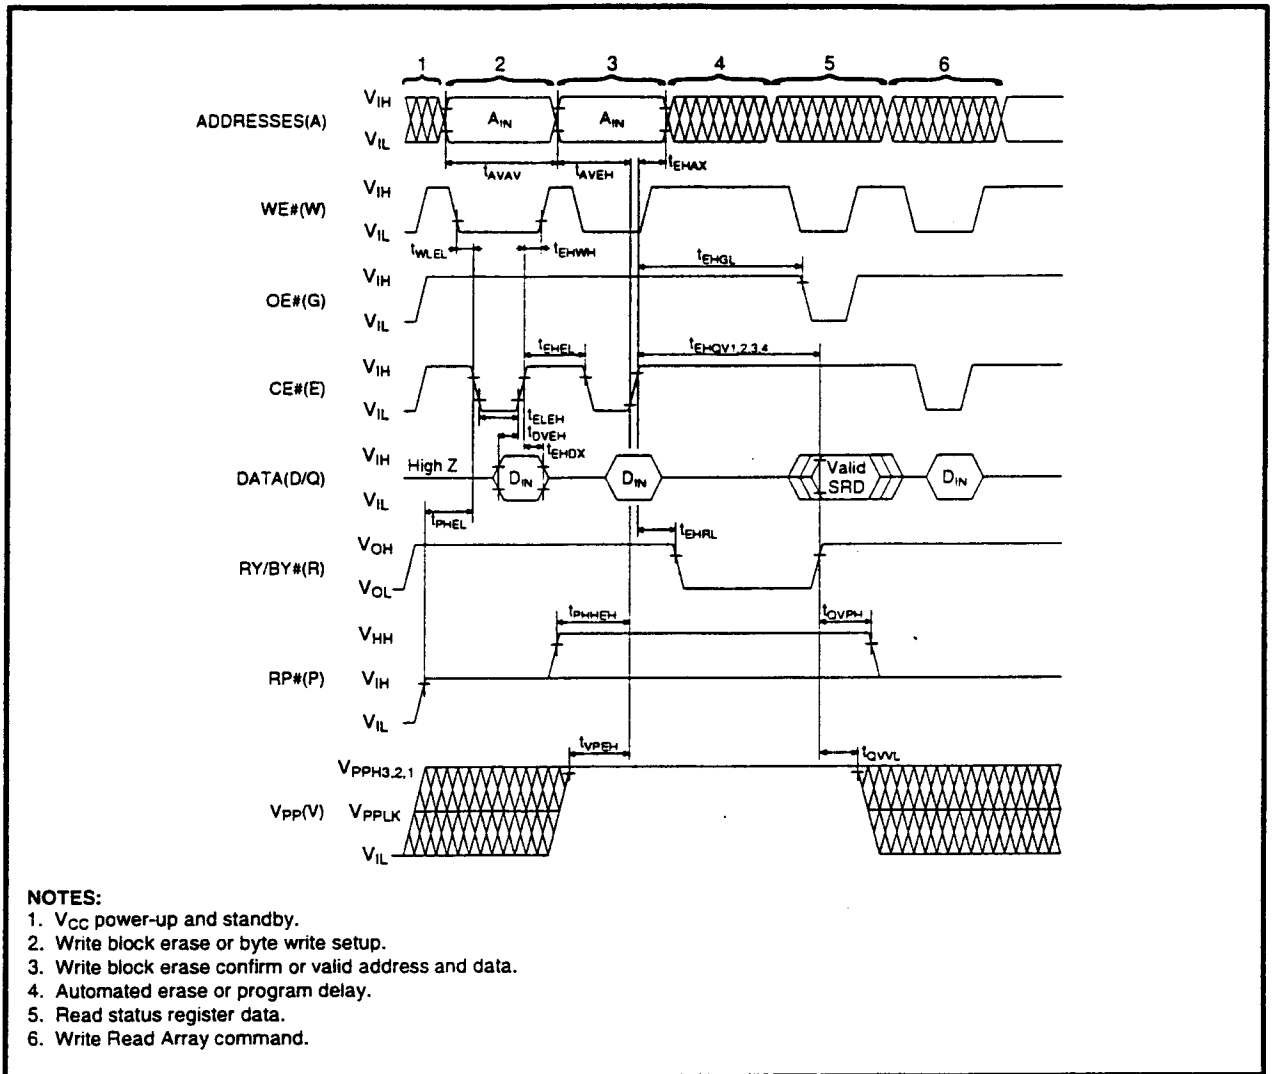 1 2 3 4 5 6
ADDRESSES(A) VIH VIL AIN AIN
tAVAV tAVEH tEHAX
WE#(W) VIH VIL
tWLEL tEHWH tEHGL
OE#(G) VIH VIL
tEHEL tEHQV1,2,3,4
CE#(E) VIH VIL
tELEH
tDVEH
tEHDX
DATA(D/Q) VIH VIL High Z DIN DIN Valid SRD DIN
tPHEL tEHRL
RY/BY#(R) VOH VOL
tPHHEH tQVPH
RP#(P) VHH VIH VIL
tVPEH tQVVL
VPP(V) VPPH3,2,1 VPPLK VIL
NOTES:
1. VCC power-up and standby.
2. Write block erase or byte write setup.
3. Write block erase confirm or valid address and data.
4. Automated erase or program delay.
5. Read status register data.
6. Write Read Array command.